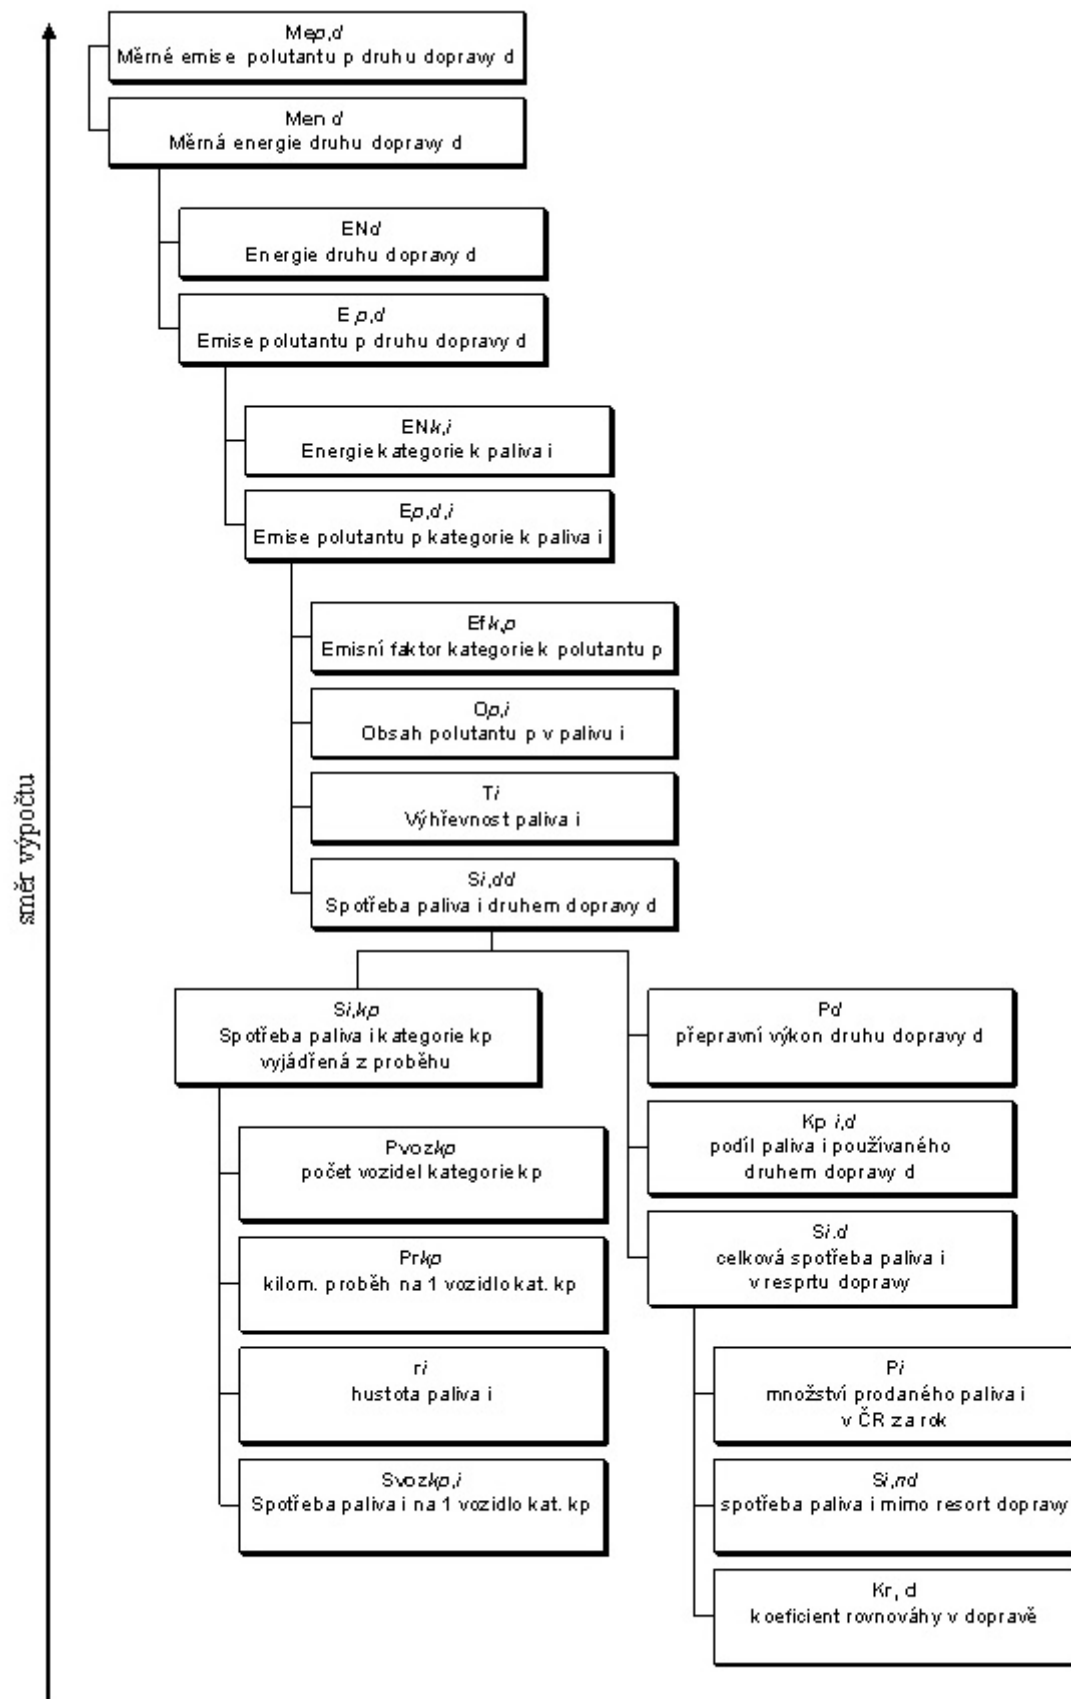 Mep,d
Měrné emise polutantu p druhu dopravy d
Men d
Měrná energie druhu dopravy d
ENd
Energie druhu dopravy d
E p,d
Emise polutantu p druhu dopravy d
ENk,i
Energie kategorie k paliva i
Ep,d,i
Emise polutantu p kategorie k paliva i
Efk,p
Emisní faktor kategorie k polutantu p
Op,i
Obsah polutantu p v palivu i
Ti
Výhřevnost paliva i
Si,dd
Spotřeba paliva i druhem dopravy d
směr výpočtu
Si,kp
Spotřeba paliva i kategorie kp
vyjádřená z proběhu
Pvozkp
počet vozidel kategorie kp
Prkp
kilom. proběh na 1 vozidlo kat. kp
ri
hustota paliva i
Svozkp,i
Spotřeba paliva i na 1 vozidlo kat. kp
Pd
přepravní výkon druhu dopravy d
Kp i,d
podíl paliva i používaného
druhem dopravy d
Si.d
celková spotřeba paliva i
v resprtu dopravy
Pi
množství prodaného paliva i
v ČR za rok
Si,nd
spotřeba paliva i mimo resort dopravy
Kr, d
koeficient rovnováhy v dopravě